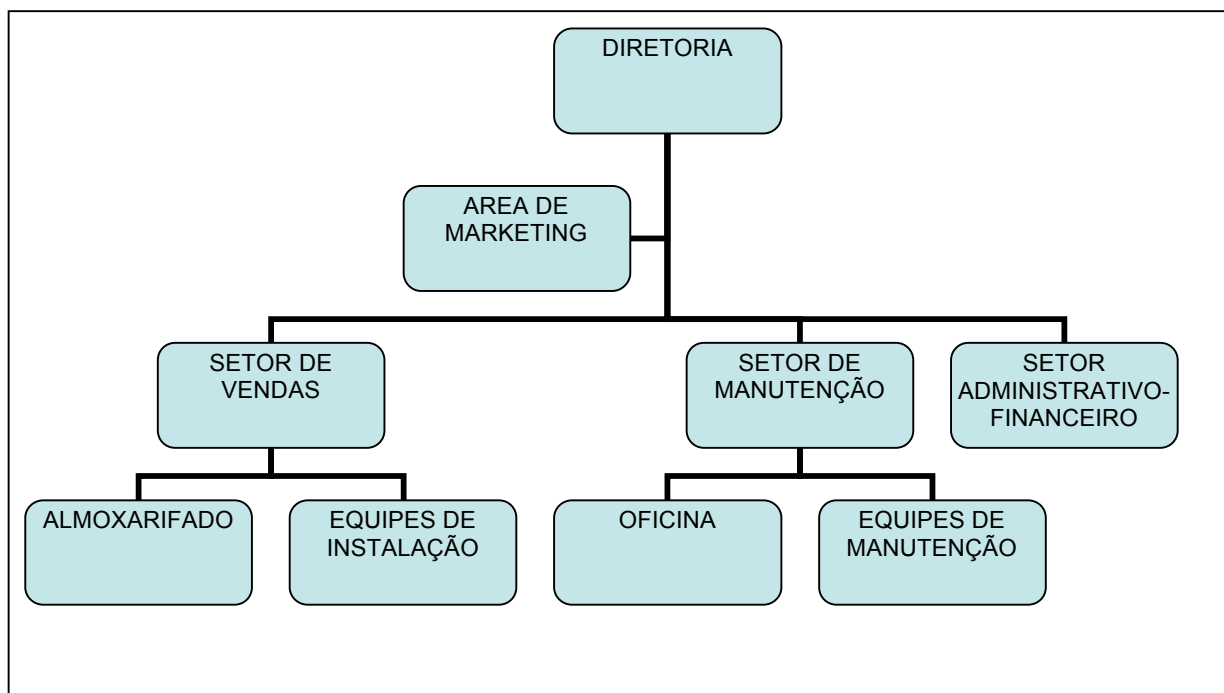 DIRETORIA
AREA DE
MARKETING
SETOR DE
VENDAS
SETOR DE
MANUTENÇÃO
SETOR
ADMINISTRATIVO-
FINANCEIRO
ALMOXARIFADO
EQUIPES DE
INSTALAÇÃO
OFICINA
EQUIPES DE
MANUTENÇÃO